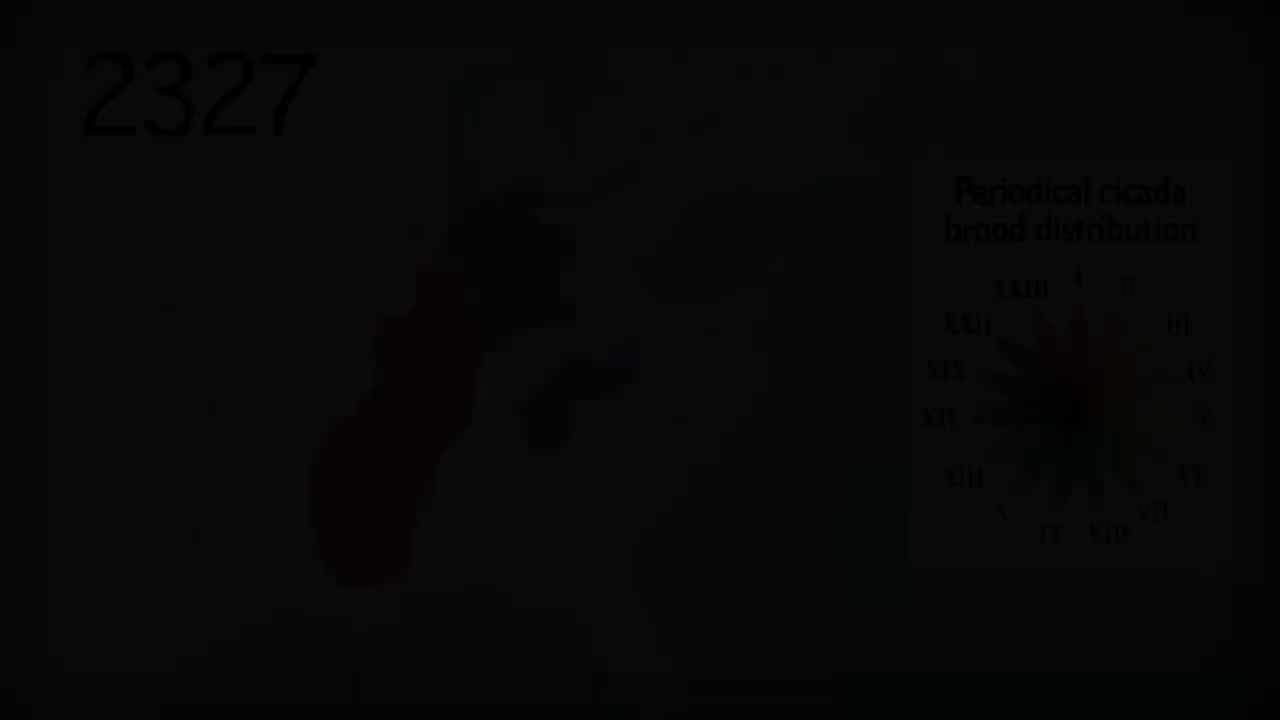 2327
Periodical cicada
brood distribution
I
II
III
IV
V
VI
VII
VIII
IX
X
XIII
XIV
XIX
XXII
XXIII